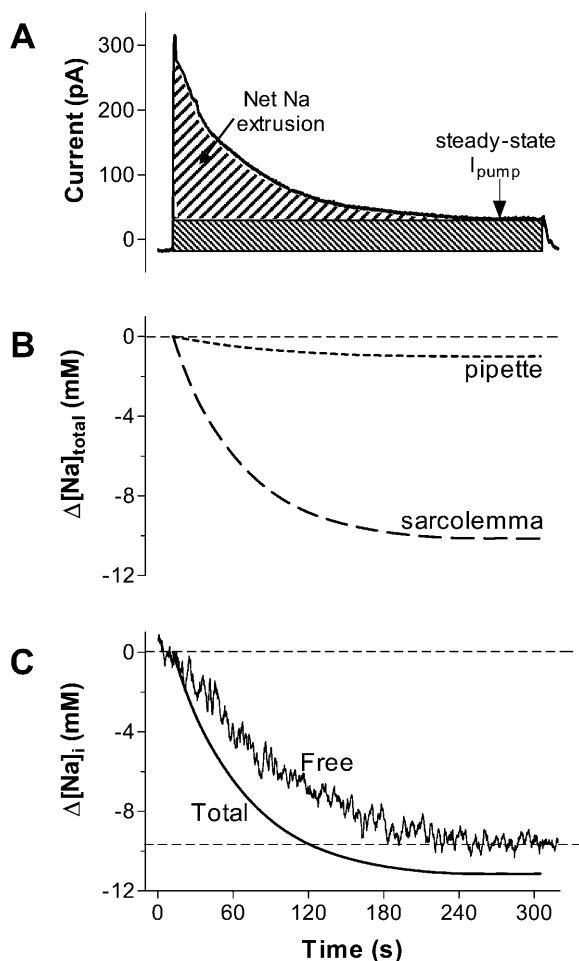 A
Current (pA)
300
200
100
0
Net Na
extrusion
steady-state
Ipump
B
Δ[Na]total (mM)
0
-4
-8
-12
pipette
sarcolemma
C
Δ[Na]i (mM)
0
-4
-8
-12
Free
Total
0 60 120 180 240 300
Time (s)